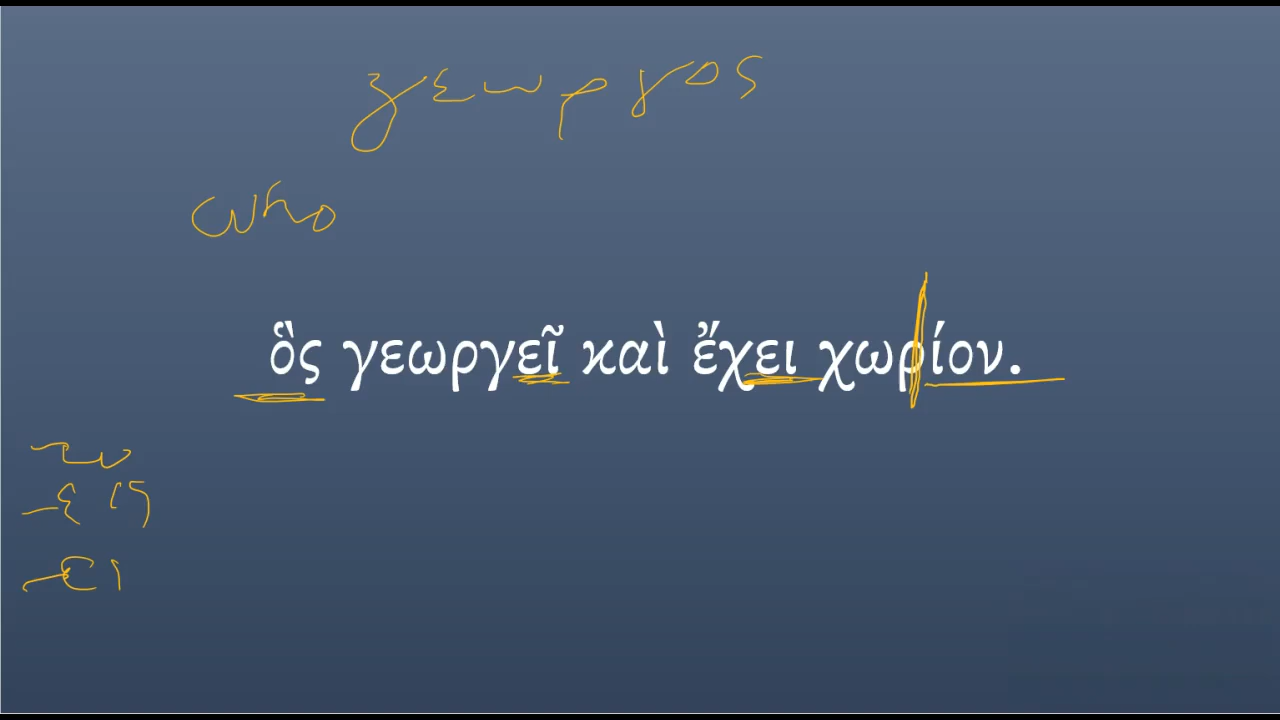 γεωργος
who
ὃς γεωργεῖ καὶ ἔχει χωρίον.
-ω
-εις
-ει